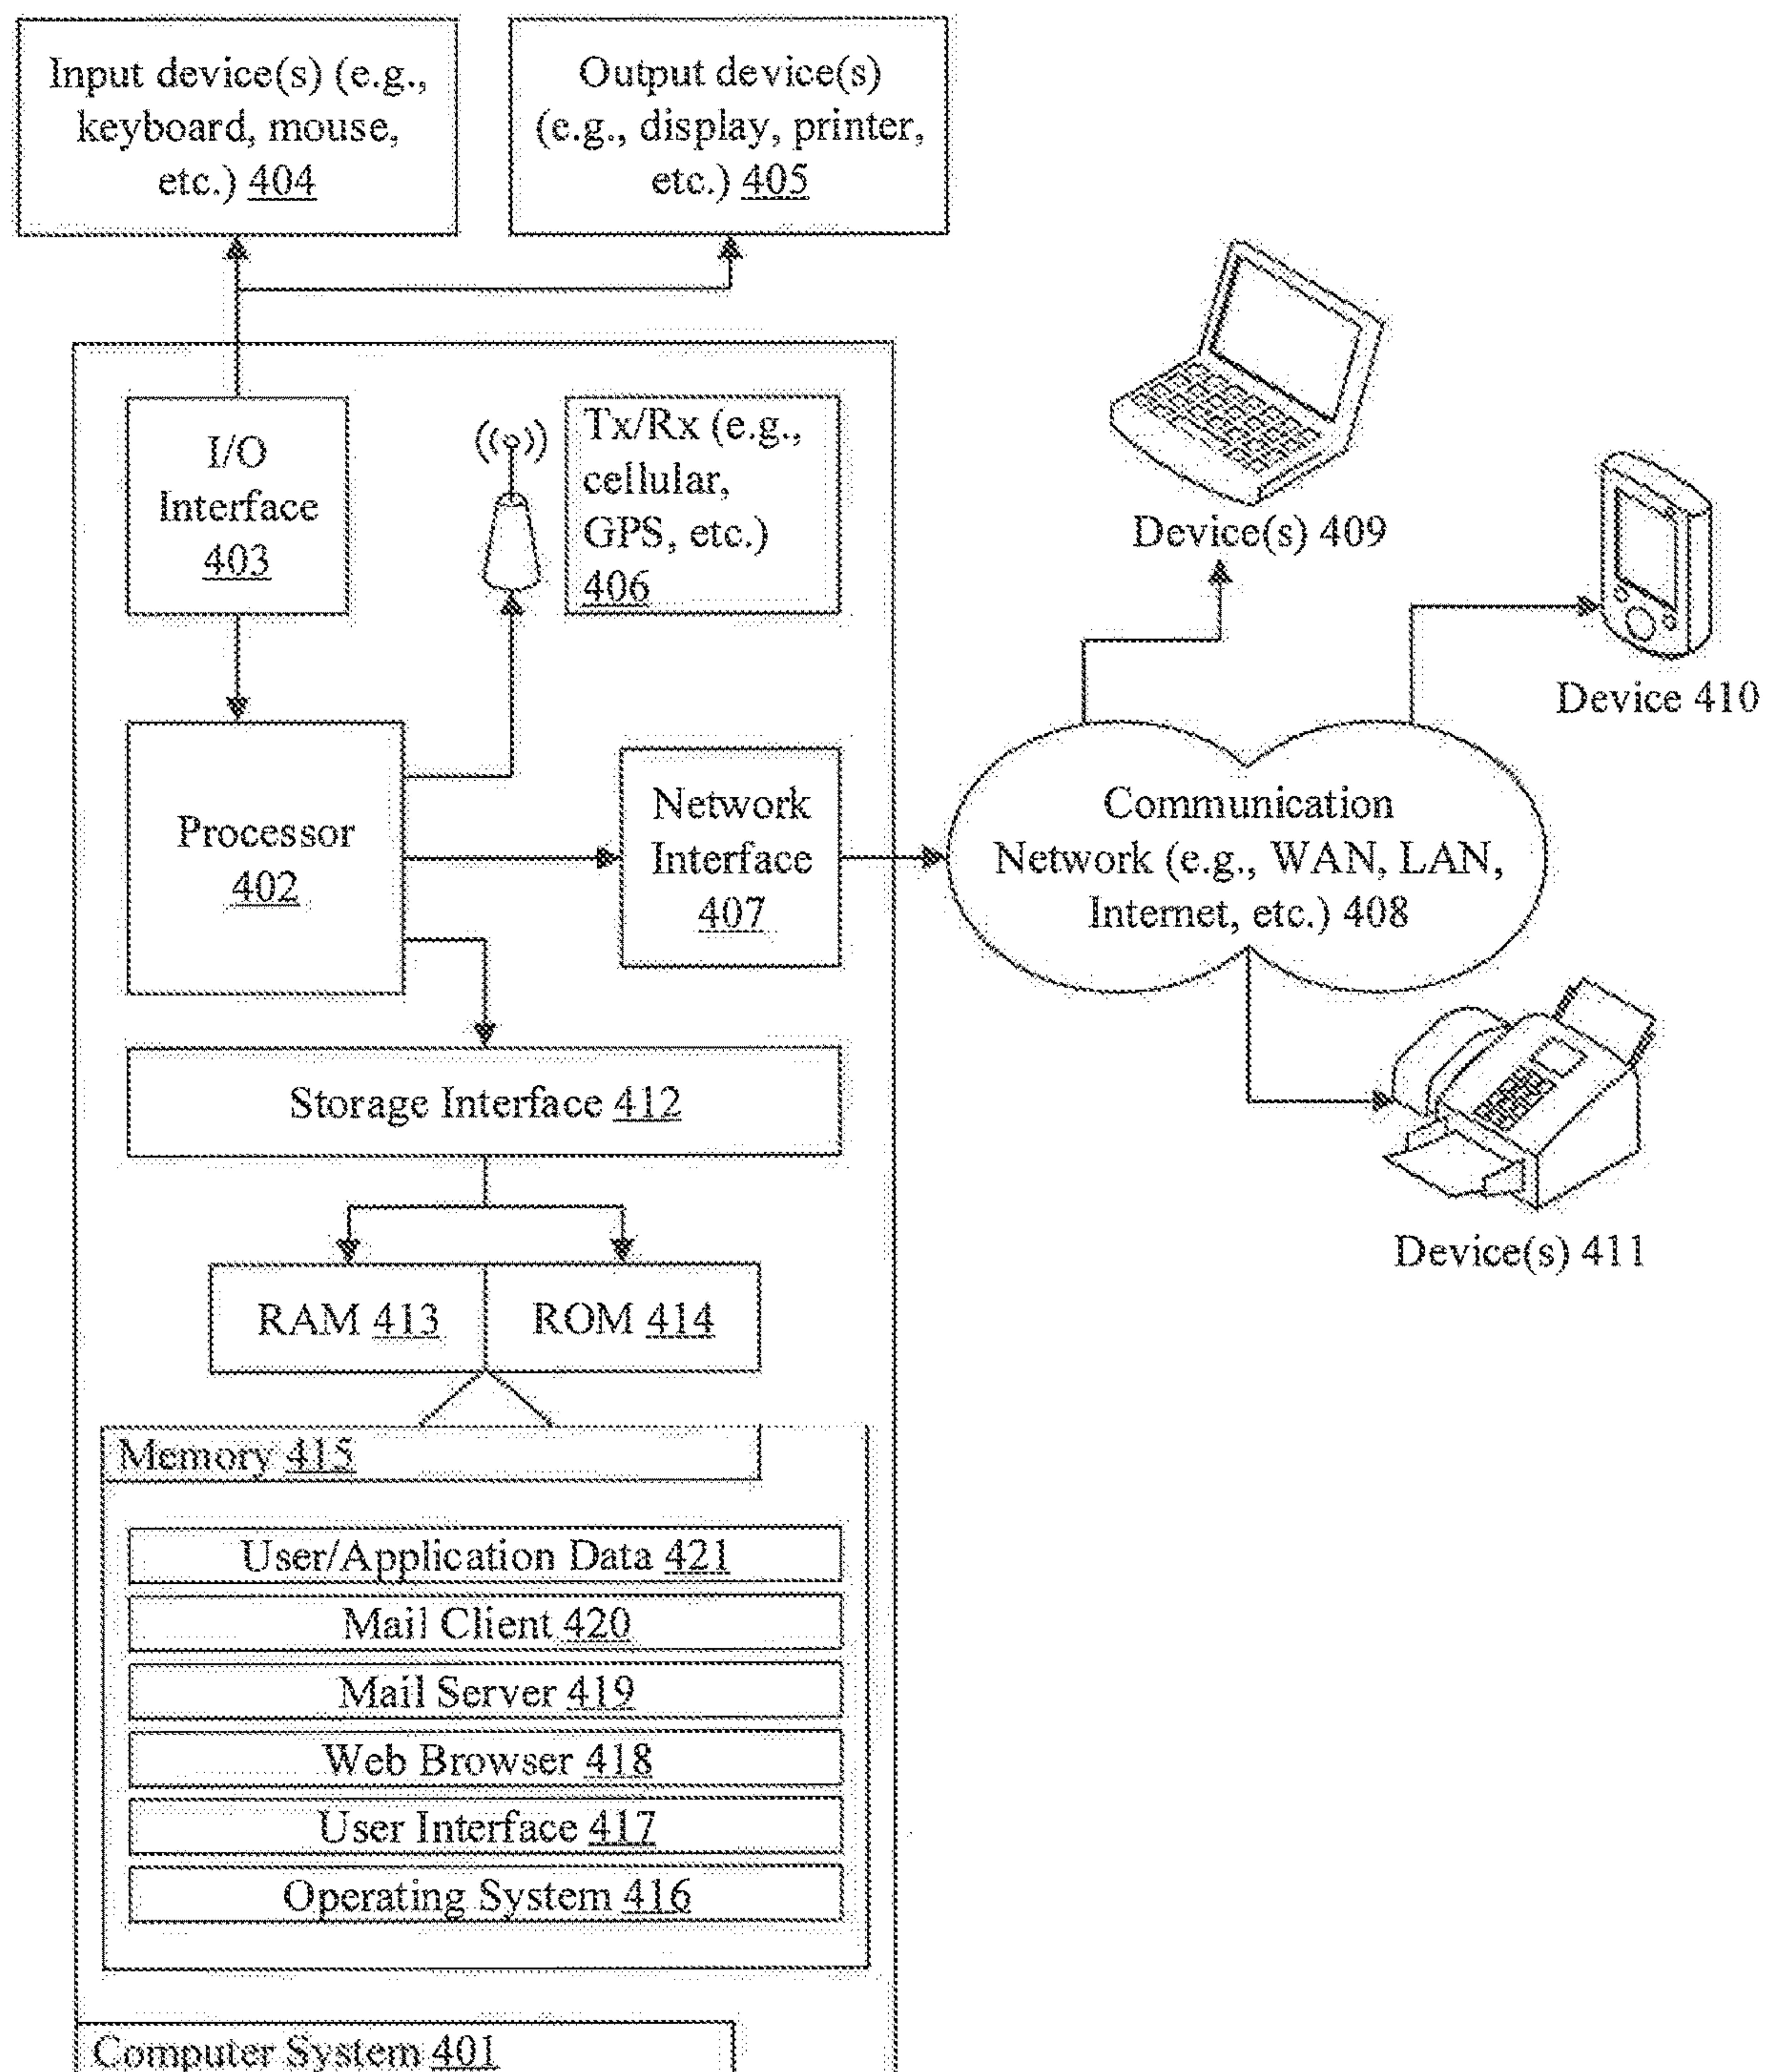 Input device(s) (e.g.,
keyboard, mouse,
etc.) 404
Output device(s)
(e.g., display, printer,
etc.) 405
I/O
Interface
403
Tx/Rx (e.g.,
cellular,
GPS, etc.)
406
Device(s) 409
Device 410
Processor
402
Network
Interface
407
Communication
Network (e.g., WAN, LAN,
Internet, etc.) 408
Storage Interface 412
Device(s) 411
RAM 413
ROM 414
Memory 415
User/Application Data 421
Mail Client 420
Mail Server 419
Web Browser 418
User Interface 417
Operating System 416
Computer System 401